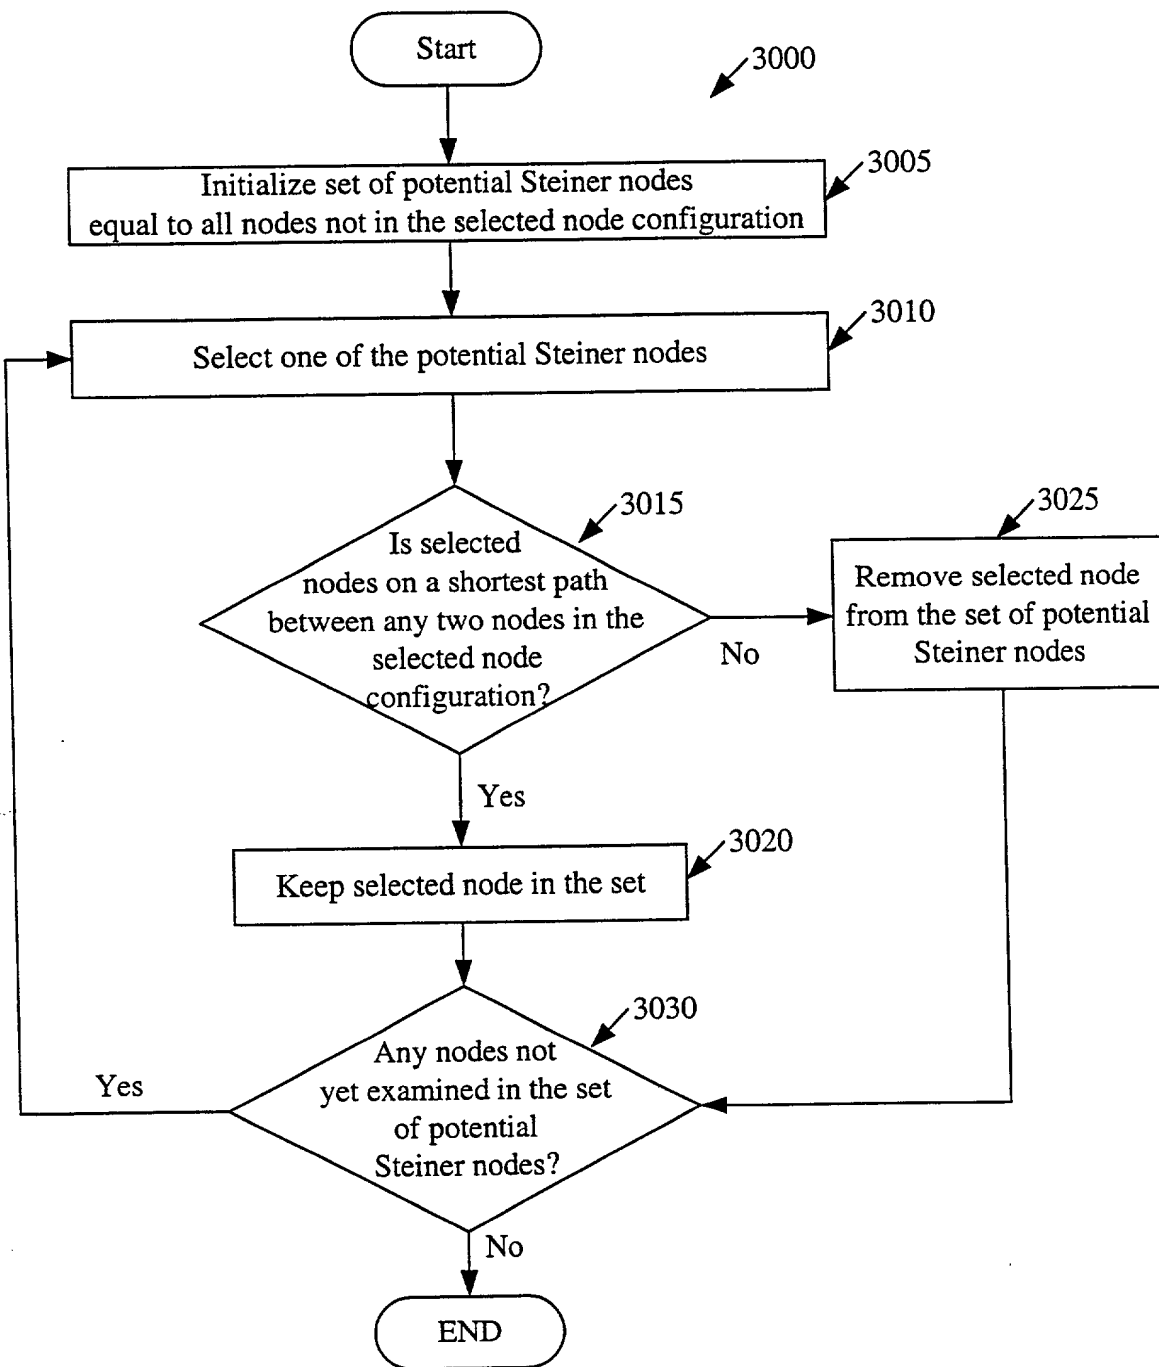 Start
3000
3005
Initialize set of potential Steiner nodes
equal to all nodes not in the selected node configuration
3010
Select one of the potential Steiner nodes
3015
Is selected
nodes on a shortest path
between any two nodes in the
selected node
configuration?
No
3025
Remove selected node
from the set of potential
Steiner nodes
Yes
3020
Keep selected node in the set
3030
Any nodes not
yet examined in the set
of potential
Steiner nodes?
Yes
No
END